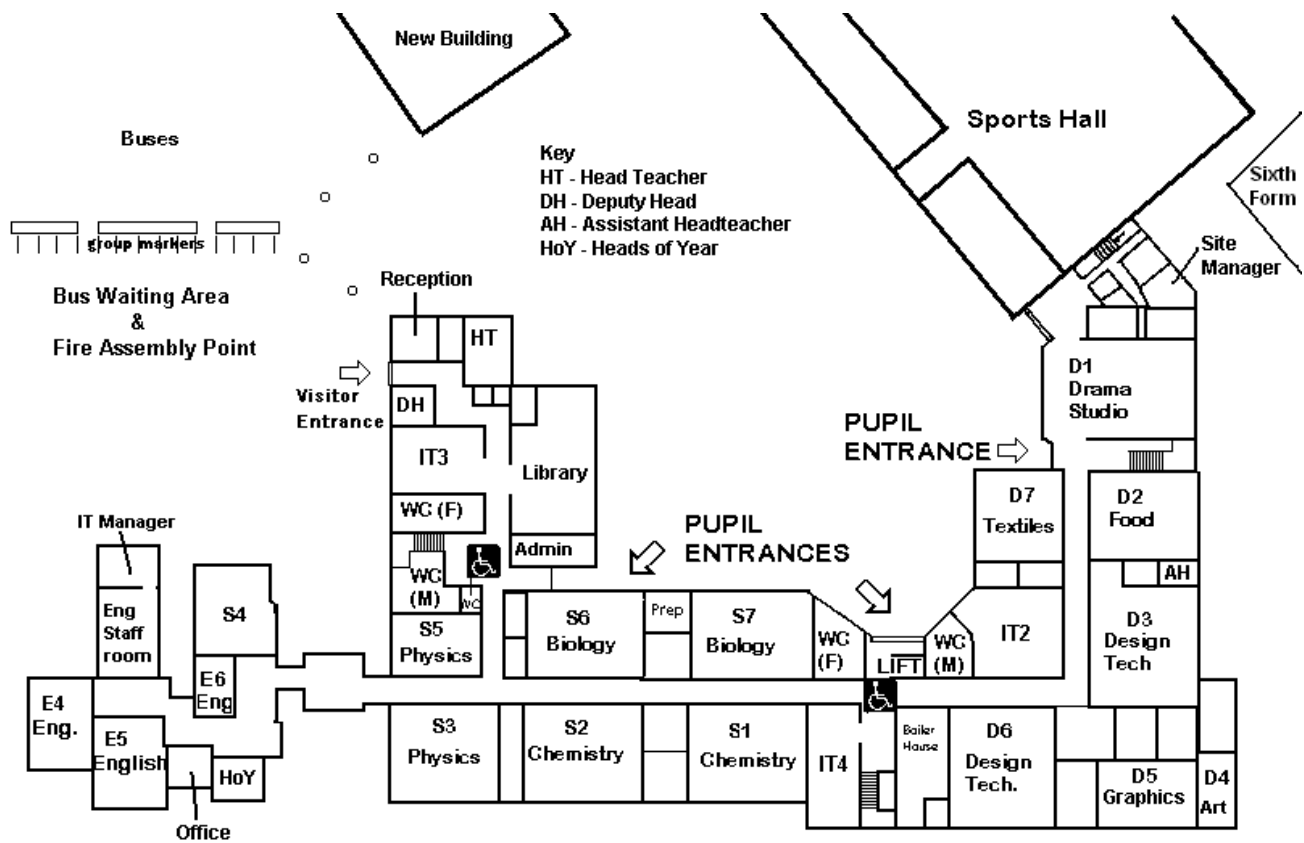 New Building
Sports Hall
Buses
Key
HT - Head Teacher
DH - Deputy Head
AH - Assistant Headteacher
HoY - Heads of Year
Sixth
Form
group markers
Site
Manager
Reception
Bus Waiting Area
&
Fire Assembly Point
HT
Visitor
Entrance
DH
D1
Drama
Studio
PUPIL
ENTRANCE
IT3
Library
WC (F)
D7
Textiles
D2
Food
IT Manager
PUPIL
ENTRANCES
Admin
WC
(M)
WC
AH
Eng
Staff
room
S4
S5
Physics
S6
Biology
Prep
S7
Biology
WC
(F)
LIFT
WC
(M)
IT2
D3
Design
Tech
E6
Eng
E4
Eng.
E5
English
HoY
Office
S3
Physics
S2
Chemistry
S1
Chemistry
IT4
Boiler
House
D6
Design
Tech.
D5
Graphics
D4
Art